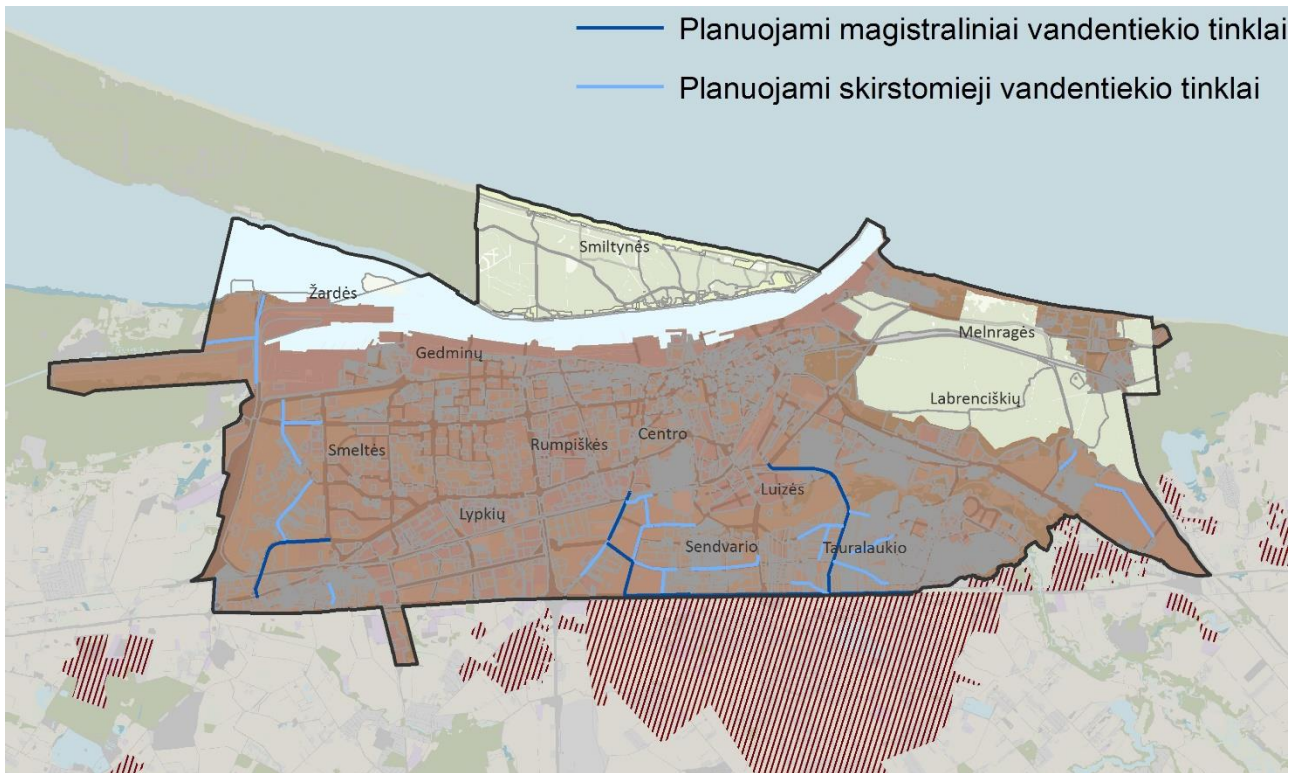 Planuojami magistraliniai vandentiekio tinklai
Planuojami skirstomieji vandentiekio tinklai
Smiltynės
Žardės
Melnragės
Gedminų
Labrenciškių
Rumpiškės
Centro
Smeltės
Luizės
Lypkių
Sendvario
Tauralaukio